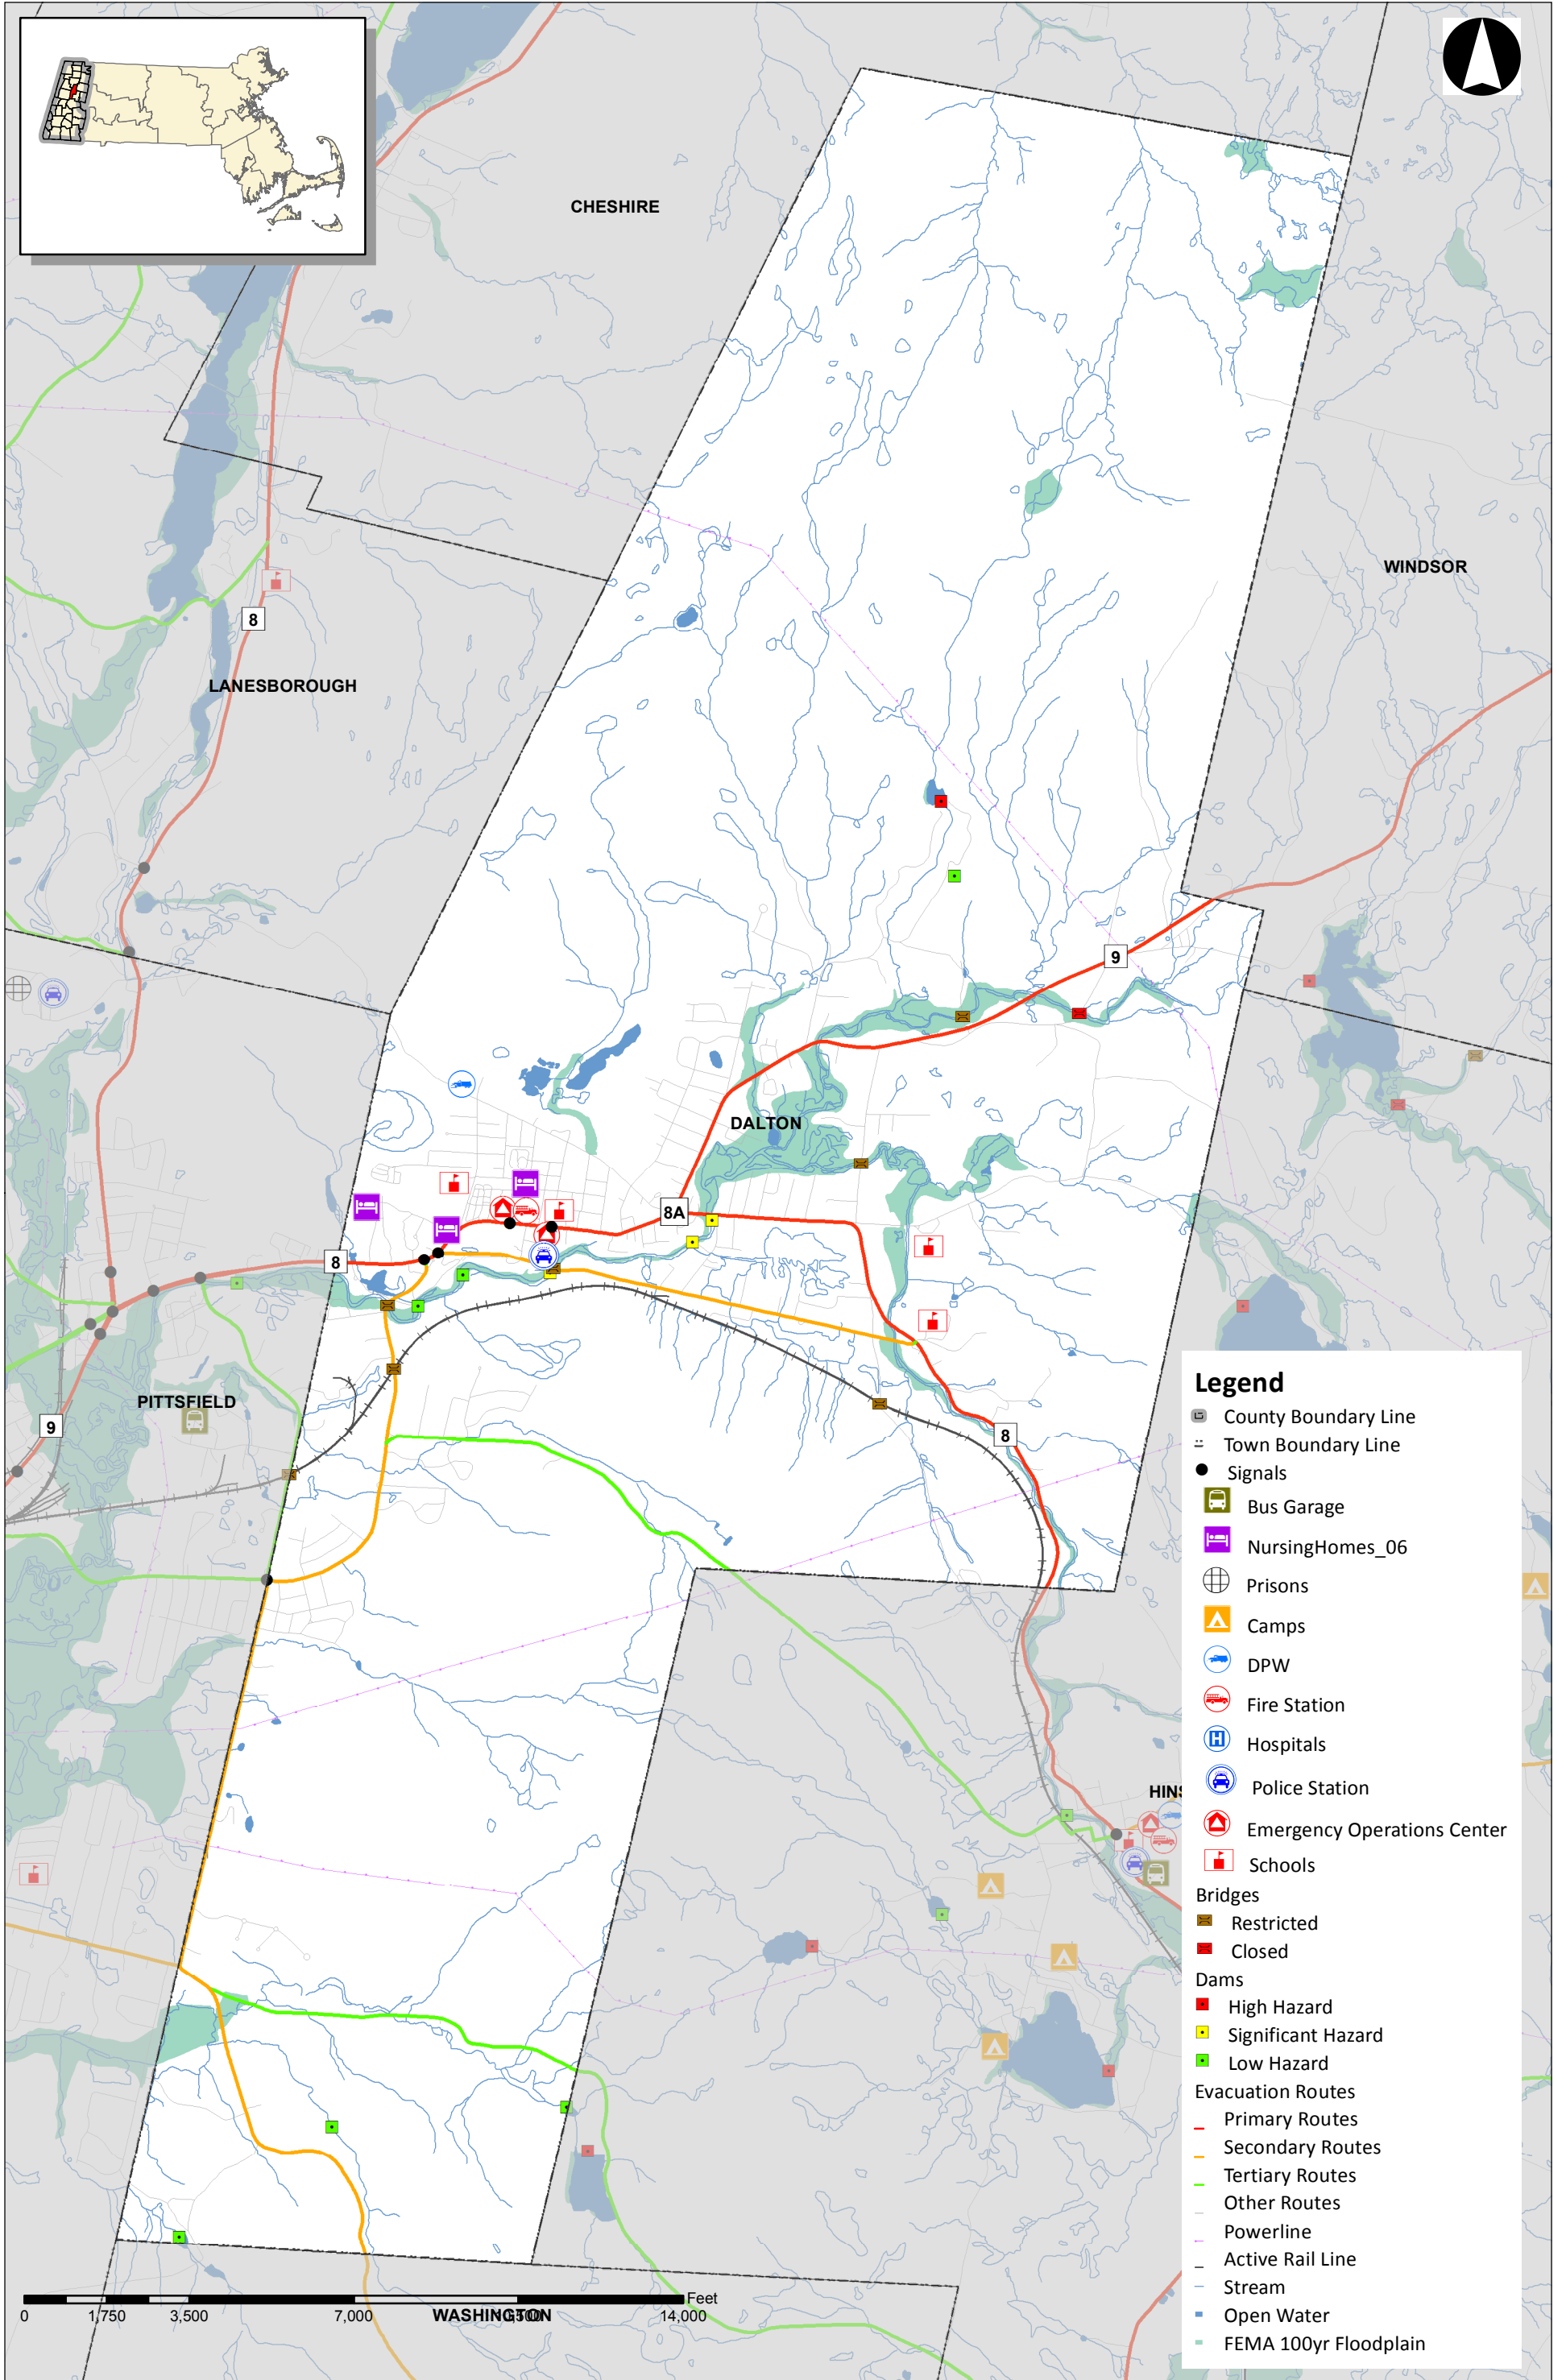 CHESHIRE
WINDSOR
8
LANESBOROUGH
9
DALTON
8A
8
PITTSFIELD
9
8
Legend
County Boundary Line
Town Boundary Line
Signals
Bus Garage
NursingHomes_06
Prisons
Camps
DPW
Fire Station
H Hospitals
Police Station
Emergency Operations Center
Schools
Bridges
Restricted
Closed
Dams
High Hazard
Significant Hazard
Low Hazard
Evacuation Routes
Primary Routes
Secondary Routes
Tertiary Routes
Other Routes
Powerline
Active Rail Line
Stream
Open Water
FEMA 100yr Floodplain
HINS
Feet
0 1,750 3,500 7,000 10,500 14,000
WASHINGTON